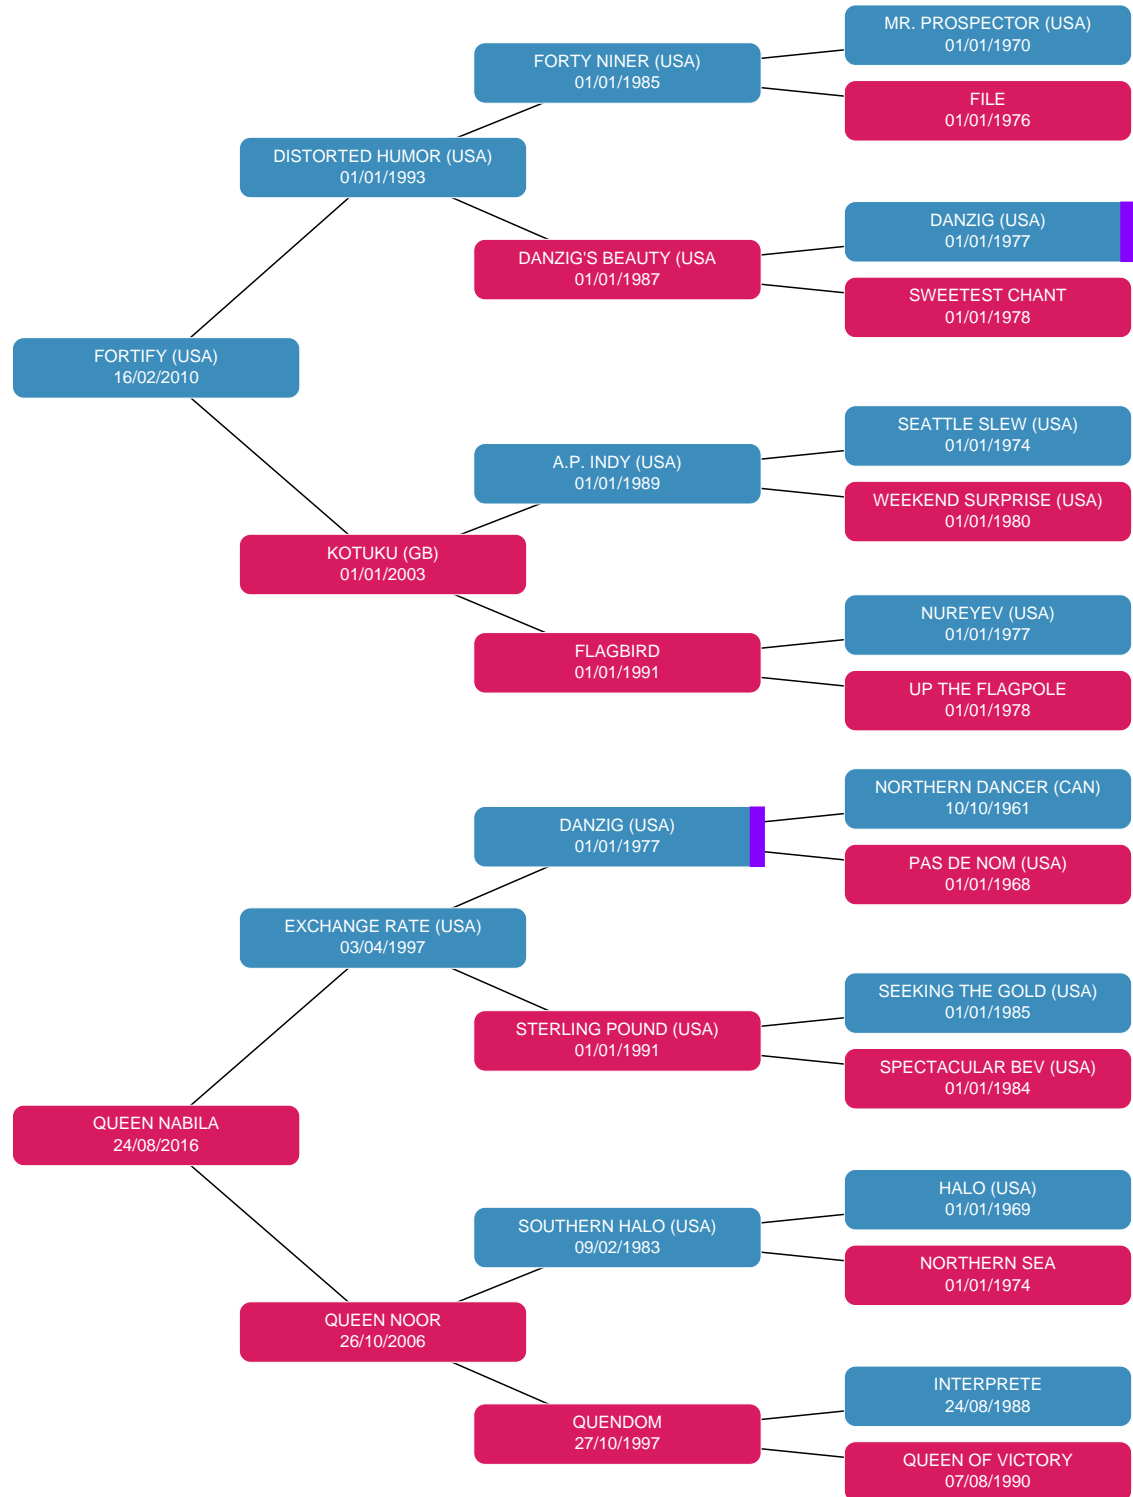 MR. PROSPECTOR (USA)
01/01/1970
FORTY NINER (USA)
01/01/1985
FILE
01/01/1976
DISTORTED HUMOR (USA)
01/01/1993
DANZIG (USA)
01/01/1977
DANZIG'S BEAUTY (USA
01/01/1987
SWEETEST CHANT
01/01/1978
FORTIFY (USA)
16/02/2010
SEATTLE SLEW (USA)
01/01/1974
A.P. INDY (USA)
01/01/1989
WEEKEND SURPRISE (USA)
01/01/1980
KOTUKU (GB)
01/01/2003
NUREYEV (USA)
01/01/1977
FLAGBIRD
01/01/1991
UP THE FLAGPOLE
01/01/1978
NORTHERN DANCER (CAN)
10/10/1961
DANZIG (USA)
01/01/1977
PAS DE NOM (USA)
01/01/1968
EXCHANGE RATE (USA)
03/04/1997
SEEKING THE GOLD (USA)
01/01/1985
STERLING POUND (USA)
01/01/1991
SPECTACULAR BEV (USA)
01/01/1984
QUEEN NABILA
24/08/2016
HALO (USA)
01/01/1969
SOUTHERN HALO (USA)
09/02/1983
NORTHERN SEA
01/01/1974
QUEEN NOOR
26/10/2006
INTERPRETE
24/08/1988
QUENDOM
27/10/1997
QUEEN OF VICTORY
07/08/1990